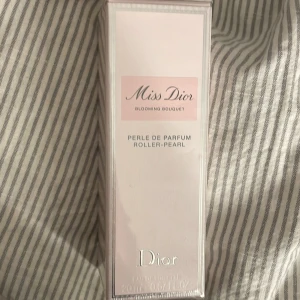 Miss Dior
BLOOMING BOUQUET
PERLE DE PARFUM
ROLLER-PEARL
Dior